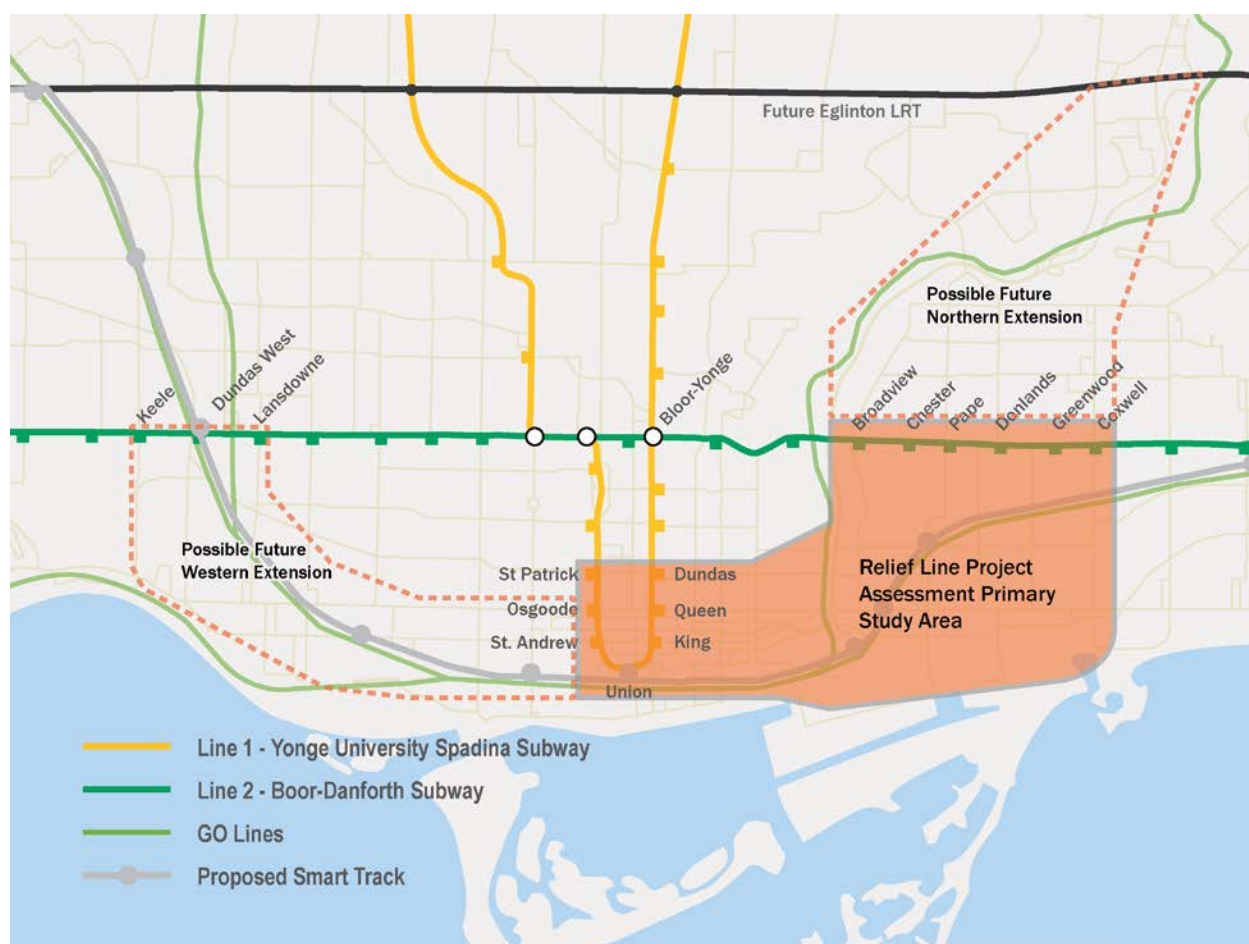 Future Eglinton LRT
Possible Future
Northern Extension
Keele
Dundas West
Lansdowne
Bloor-Yonge
Broadview
Chester
Pape
Donlands
Greenwood
Coxwell
Possible Future
Western Extension
St Patrick
Dundas
Osgoode
Queen
St. Andrew
King
Union
Relief Line Project
Assessment Primary
Study Area
Line 1 - Yonge University Spadina Subway
Line 2 - Boor-Danforth Subway
GO Lines
Proposed Smart Track